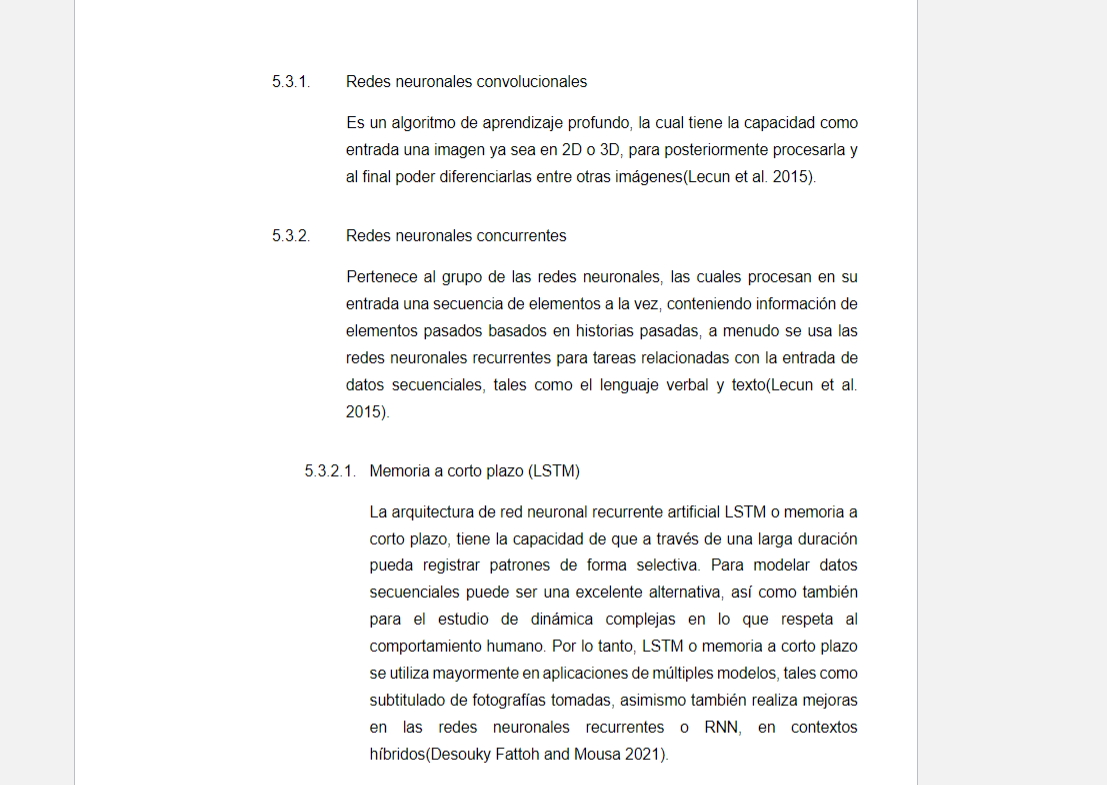 5.3.1. Redes neuronales convolucionales
Es un algoritmo de aprendizaje profundo, la cual tiene la capacidad como
entrada una imagen ya sea en 2D o 3D, para posteriormente procesarla y
al final poder diferenciarlas entre otras imágenes(Lecun et al. 2015).
5.3.2. Redes neuronales concurrentes
Pertenece al grupo de las redes neuronales, las cuales procesan en su
entrada una secuencia de elementos a la vez, conteniendo información de
elementos pasados basados en historias pasadas, a menudo se usa las
redes neuronales recurrentes para tareas relacionadas con la entrada de
datos secuenciales, tales como el lenguaje verbal y texto(Lecun et al.
2015).
5.3.2.1. Memoria a corto plazo (LSTM)
La arquitectura de red neuronal recurrente artificial LSTM o memoria a
corto plazo, tiene la capacidad de que a través de una larga duración
pueda registrar patrones de forma selectiva. Para modelar datos
secuenciales puede ser una excelente alternativa, así como también
para el estudio de dinámica complejas en lo que respeta al
comportamiento humano. Por lo tanto, LSTM o memoria a corto plazo
se utiliza mayormente en aplicaciones de múltiples modelos, tales como
subtitulado de fotografías tomadas, asimismo también realiza mejoras
en las redes neuronales recurrentes o RNN, en contextos
híbridos(Desouky Fattoh and Mousa 2021).